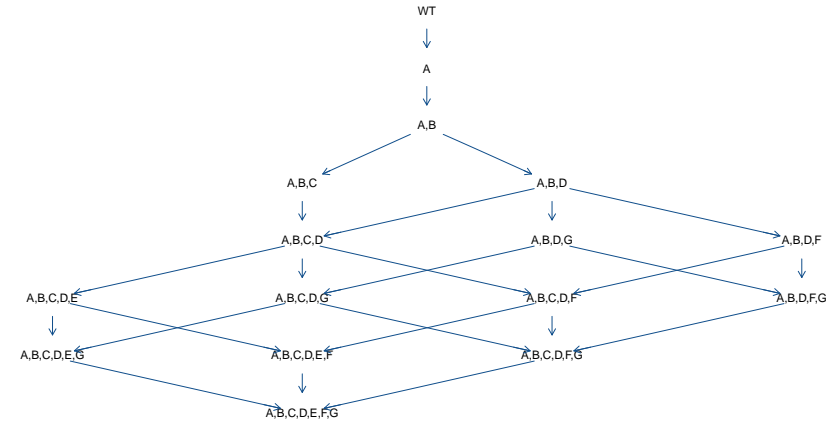 WT
A
A,B
A,B,C
A,B,D
A,B,C,D
A,B,D,G
A,B,D,F
A,B,C,D,E
A,B,C,D,G
A,B,C,D,F
A,B,D,F,G
A,B,C,D,E,G
A,B,C,D,E,F
A,B,C,D,F,G
A,B,C,D,E,F,G